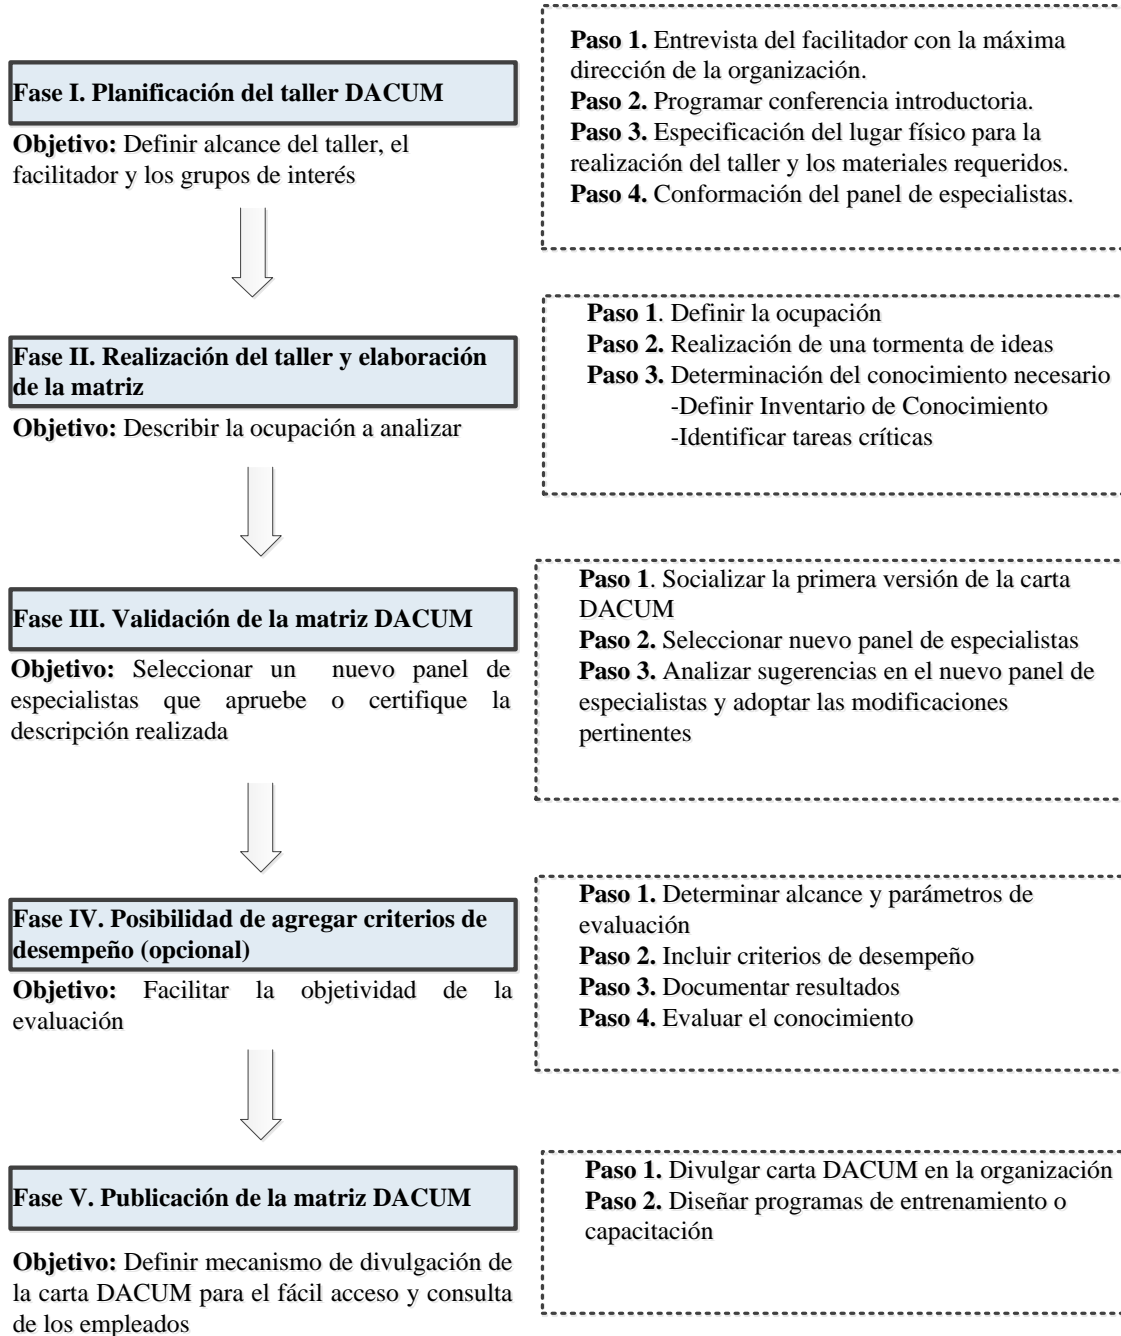 Fase I. Planificación del taller DACUM
Objetivo: Definir alcance del taller, el
facilitador y los grupos de interés
Paso 1. Entrevista del facilitador con la máxima
dirección de la organización.
Paso 2. Programar conferencia introductoria.
Paso 3. Especificación del lugar físico para la
realización del taller y los materiales requeridos.
Paso 4. Conformación del panel de especialistas.
Fase II. Realización del taller y elaboración
de la matriz
Objetivo: Describir la ocupación a analizar
Paso 1. Definir la ocupación
Paso 2. Realización de una tormenta de ideas
Paso 3. Determinación del conocimiento necesario
-Definir Inventario de Conocimiento
-Identificar tareas críticas
Fase III. Validación de la matriz DACUM
Objetivo: Seleccionar un nuevo panel de
especialistas que apruebe o certifique la
descripción realizada
Paso 1. Socializar la primera versión de la carta
DACUM
Paso 2. Seleccionar nuevo panel de especialistas
Paso 3. Analizar sugerencias en el nuevo panel de
especialistas y adoptar las modificaciones
pertinentes
Fase IV. Posibilidad de agregar criterios de
desempeño (opcional)
Objetivo: Facilitar la objetividad de la
evaluación
Paso 1. Determinar alcance y parámetros de
evaluación
Paso 2. Incluir criterios de desempeño
Paso 3. Documentar resultados
Paso 4. Evaluar el conocimiento
Fase V. Publicación de la matriz DACUM
Objetivo: Definir mecanismo de divulgación de
la carta DACUM para el fácil acceso y consulta
de los empleados
Paso 1. Divulgar carta DACUM en la organización
Paso 2. Diseñar programas de entrenamiento o
capacitación